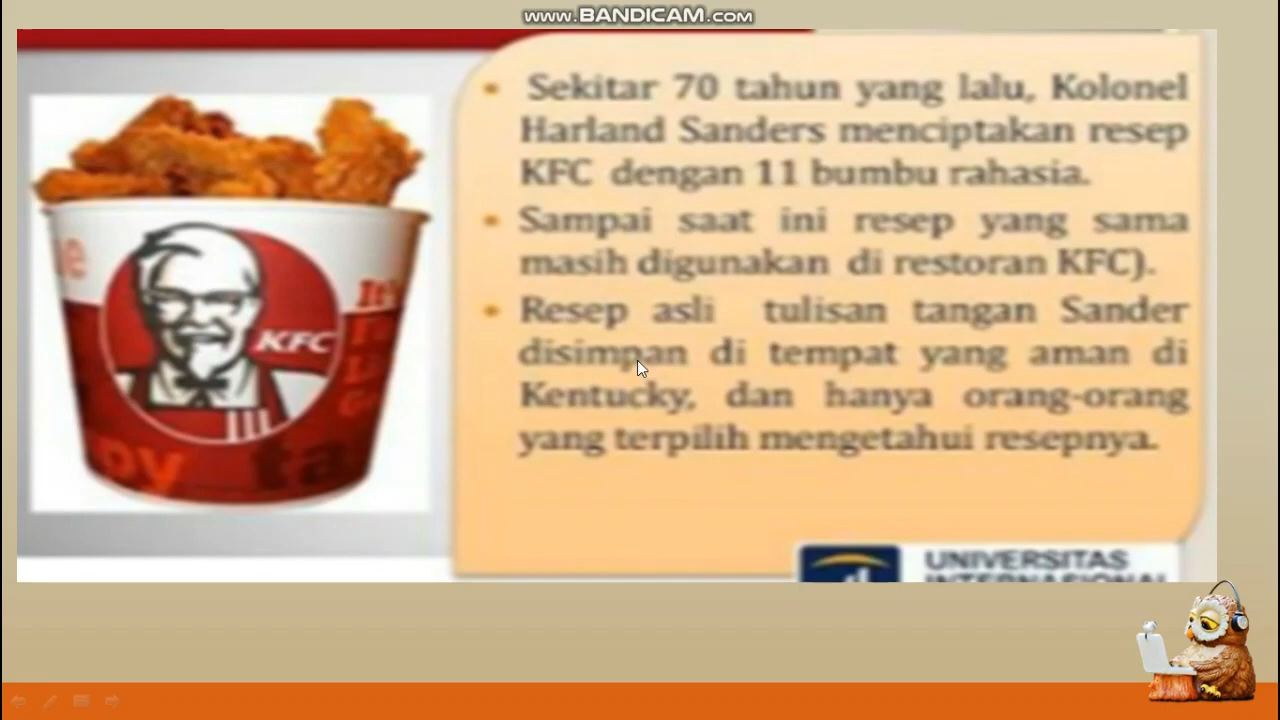 www.BANDICAM.com
• Sekitar 70 tahun yang lalu, Kolonel
Harland Sanders menciptakan resep
KFC dengan 11 bumbu rahasia.
• Sampai saat ini resep yang sama
masih digunakan di restoran KFC).
• Resep asli tulisan tangan Sander
disimpan di tempat yang aman di
Kentucky, dan hanya orang-orang
yang terpilih mengetahui resepnya.
KFC
UNIVERSITAS
INTERNASIONAL